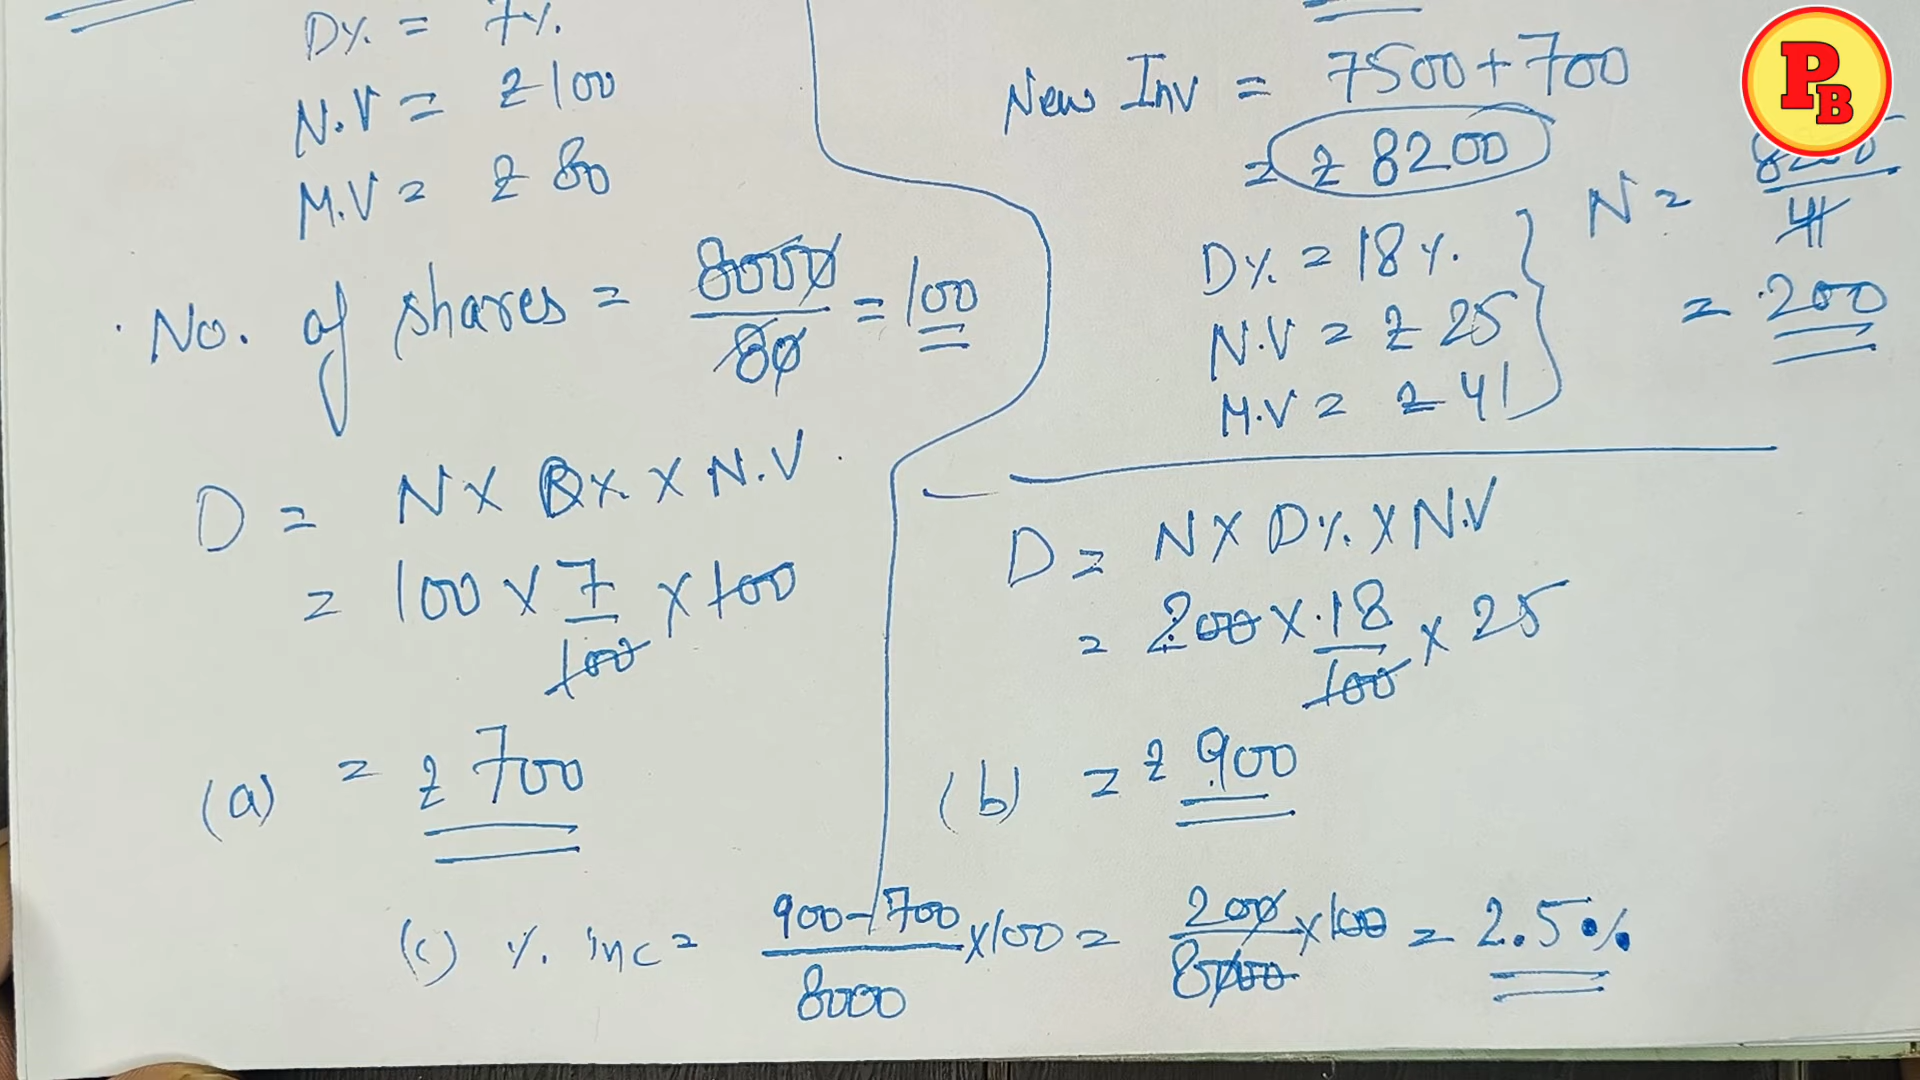 D%. = 7%.
N.V = ₹100
M.V = ₹ 80
No. of shares = 8000/80 = 100
D = N × D%. × N.V
= 100 × 7/100 × 100
(a) = ₹ 700
New Inv = 7500+700
= ₹ 8200
D%. = 18%.
N.V = ₹ 25
M.V = ₹ 41
N = 8200/41
= 200
D = N × D%. × N.V
= 200 × 18/100 × 25
(b) = ₹ 900
(c) %. inc = 900-700/8000 ×100 = 200/8000 ×100 = 2.5%
PB